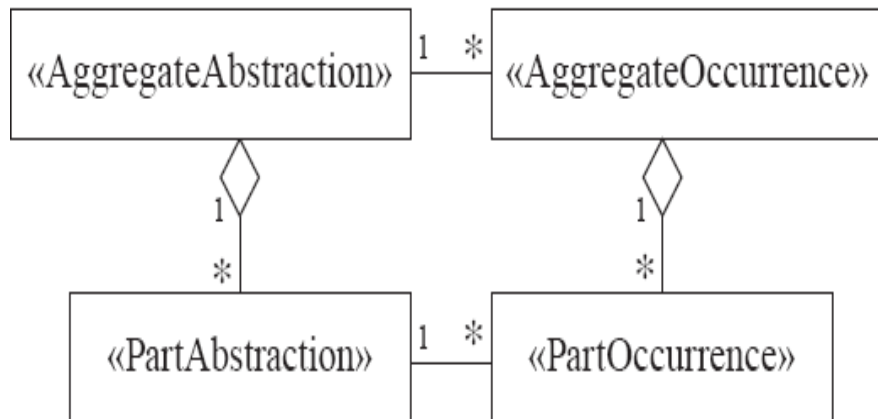 1 *
«AggregateAbstraction» «AggregateOccurrence»
1 1
* *
1 *
«PartAbstraction» «PartOccurrence»